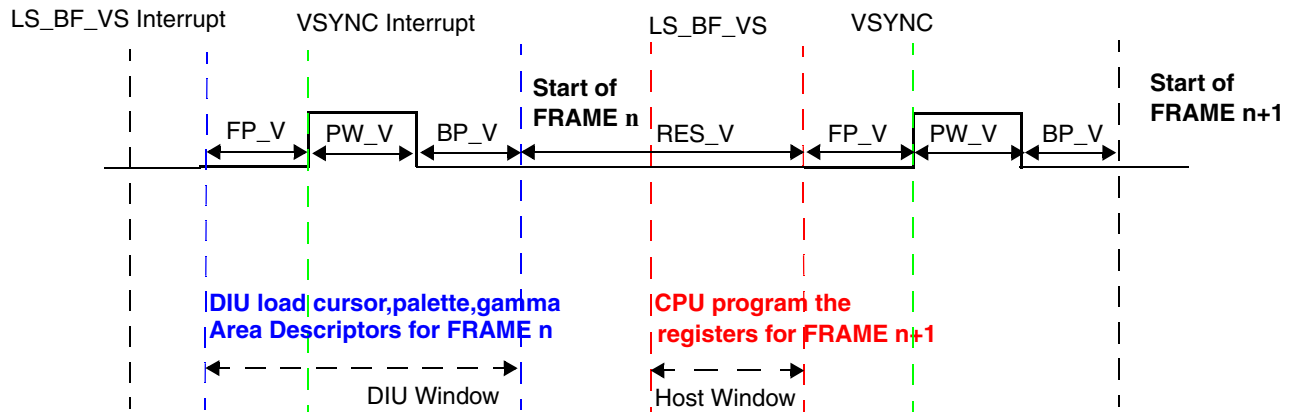 LS_BF_VS Interrupt
VSYNC Interrupt
LS_BF_VS
VSYNC
Start of
FRAME n
Start of
FRAME n+1
FP_V
PW_V
BP_V
RES_V
FP_V
PW_V
BP_V
DIU load cursor,palette,gamma
Area Descriptors for FRAME n
CPU program the
registers for FRAME n+1
DIU Window
Host Window